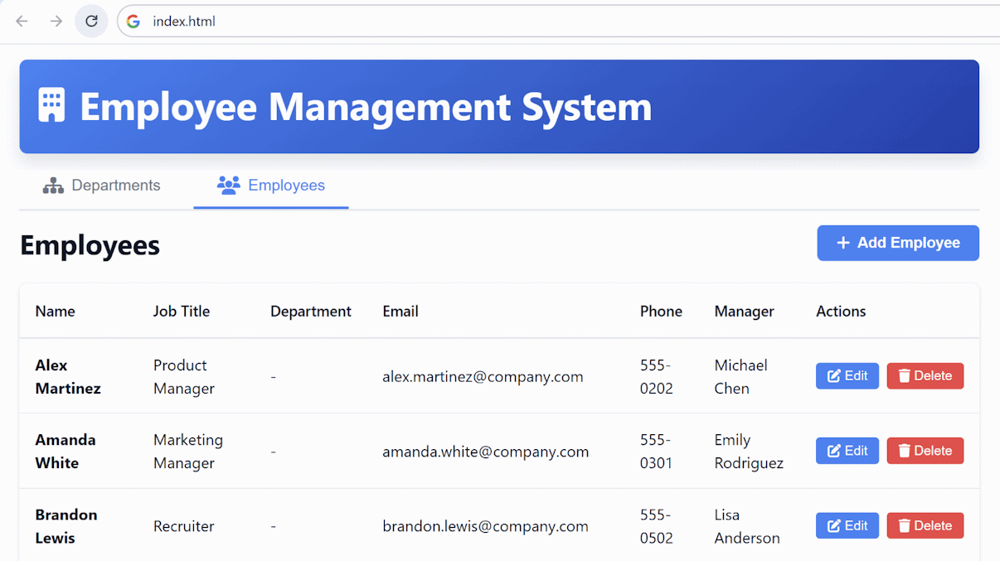 index.html
Employee Management System
Departments Employees
Employees + Add Employee
Name Job Title Department Email Phone Manager Actions
Alex Product 555- Michael
- alex.martinez@company.com Edit Delete
Martinez Manager 0202 Chen
Amanda Marketing 555- Emily
- amanda.white@company.com Edit Delete
White Manager 0301 Rodriguez
Brandon 555- Lisa
Recruiter - brandon.lewis@company.com Edit Delete
Lewis 0502 Anderson